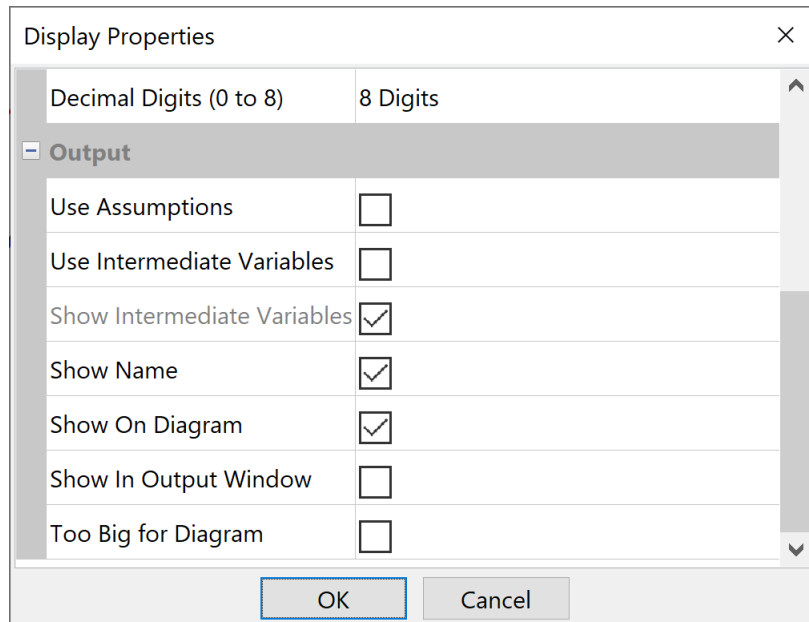 Display Properties
Decimal Digits (0 to 8) 8 Digits
Output
Use Assumptions
Use Intermediate Variables
Show Intermediate Variables
Show Name
Show On Diagram
Show In Output Window
Too Big for Diagram
OK Cancel